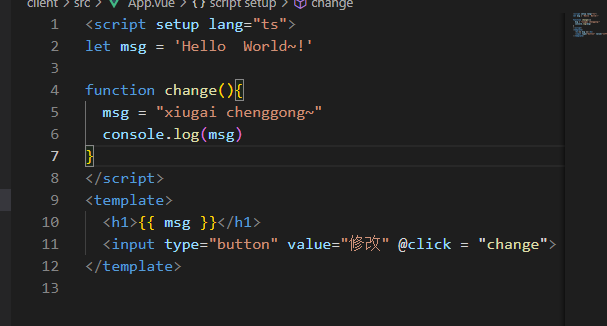 client > src > App.vue > {} script setup > change
1 <script setup lang="ts">
2 let msg = 'Hello  World~!'
3
4 function change(){
5   msg = "xiugai chenggong~"
6   console.log(msg)
7 }
8 </script>
9 <template>
10   <h1>{{ msg }}</h1>
11   <input type="button" value="修改" @click = "change">
12 </template>
13